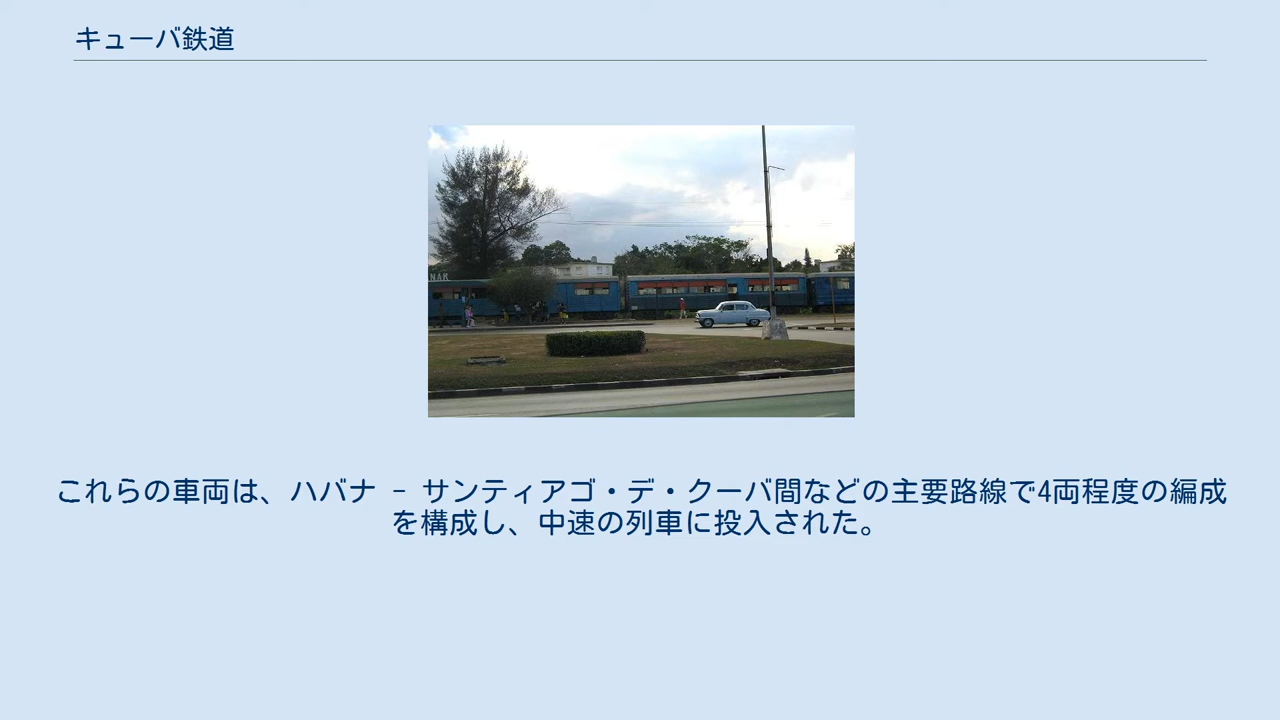 キューバ鉄道
NAR
これらの車両は、ハバナ - サンティアゴ・デ・クーバ間などの主要路線で4両程度の編成
を構成し、中速の列車に投入された。